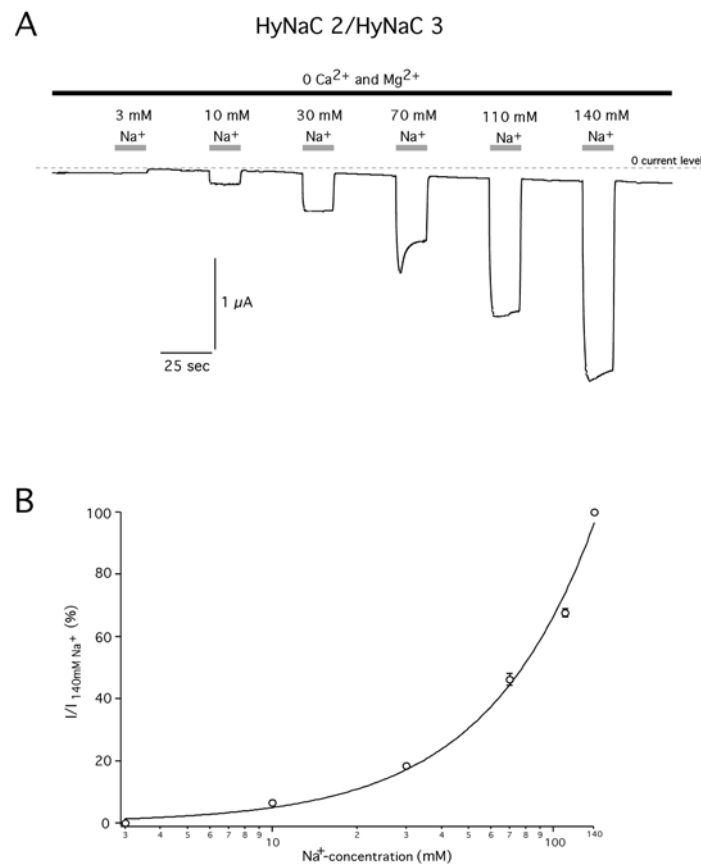 A
HyNaC 2/HyNaC 3
0 Ca2+ and Mg2+
3 mM 10 mM 30 mM 70 mM 110 mM 140 mM
Na+ Na+ Na+ Na+ Na+ Na+
0 current level
1 µA
25 sec
B
100
80
60
40
20
0
I/I 140mM Na+ (%)
3 4 5 6 7 8 9 10 3 5 6 7 8 9 100 140
Na+-concentration (mM)